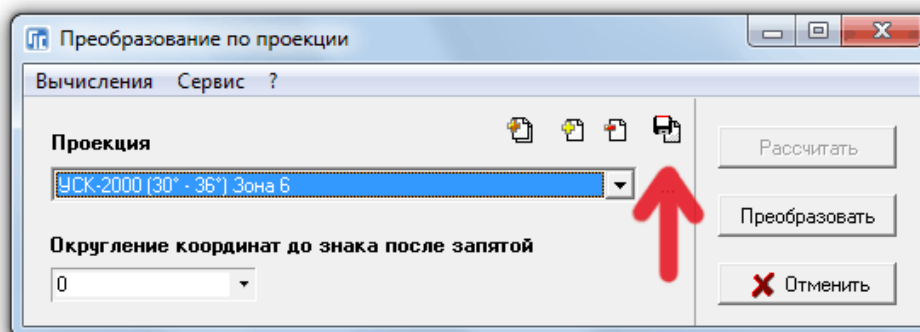 Преобразование по проекции
Вычисления Сервис ?
Проекция
УСК-2000 (30° - 36°) Зона 6
...
Округление координат до знака после запятой
0
Рассчитать
Преобразовать
Отменить